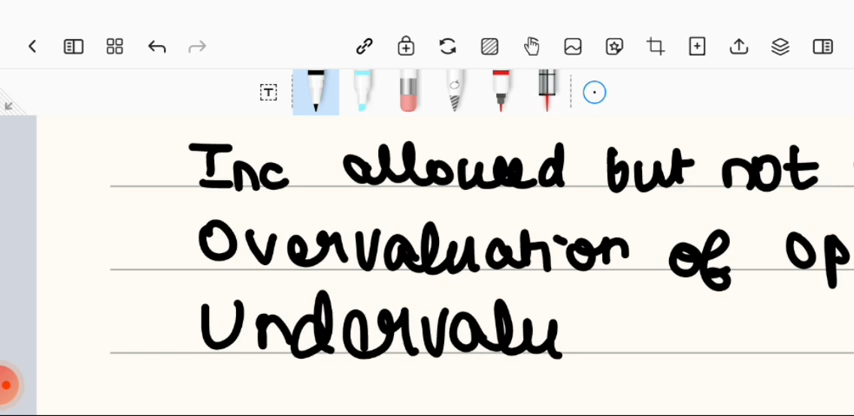 Inc allowed but not
Overvaluation of op
Undervalu